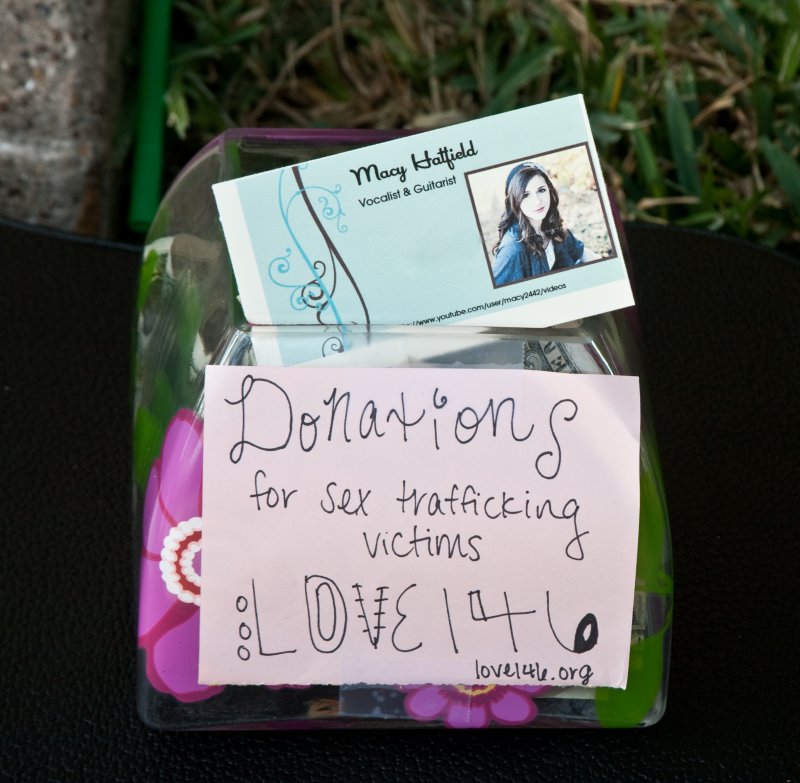 Macy Hatfield
Vocalist & Guitarist
www.youtube.com/user/macy2442/videos
Donations
for sex trafficking
victims
LOVE146
love146.org